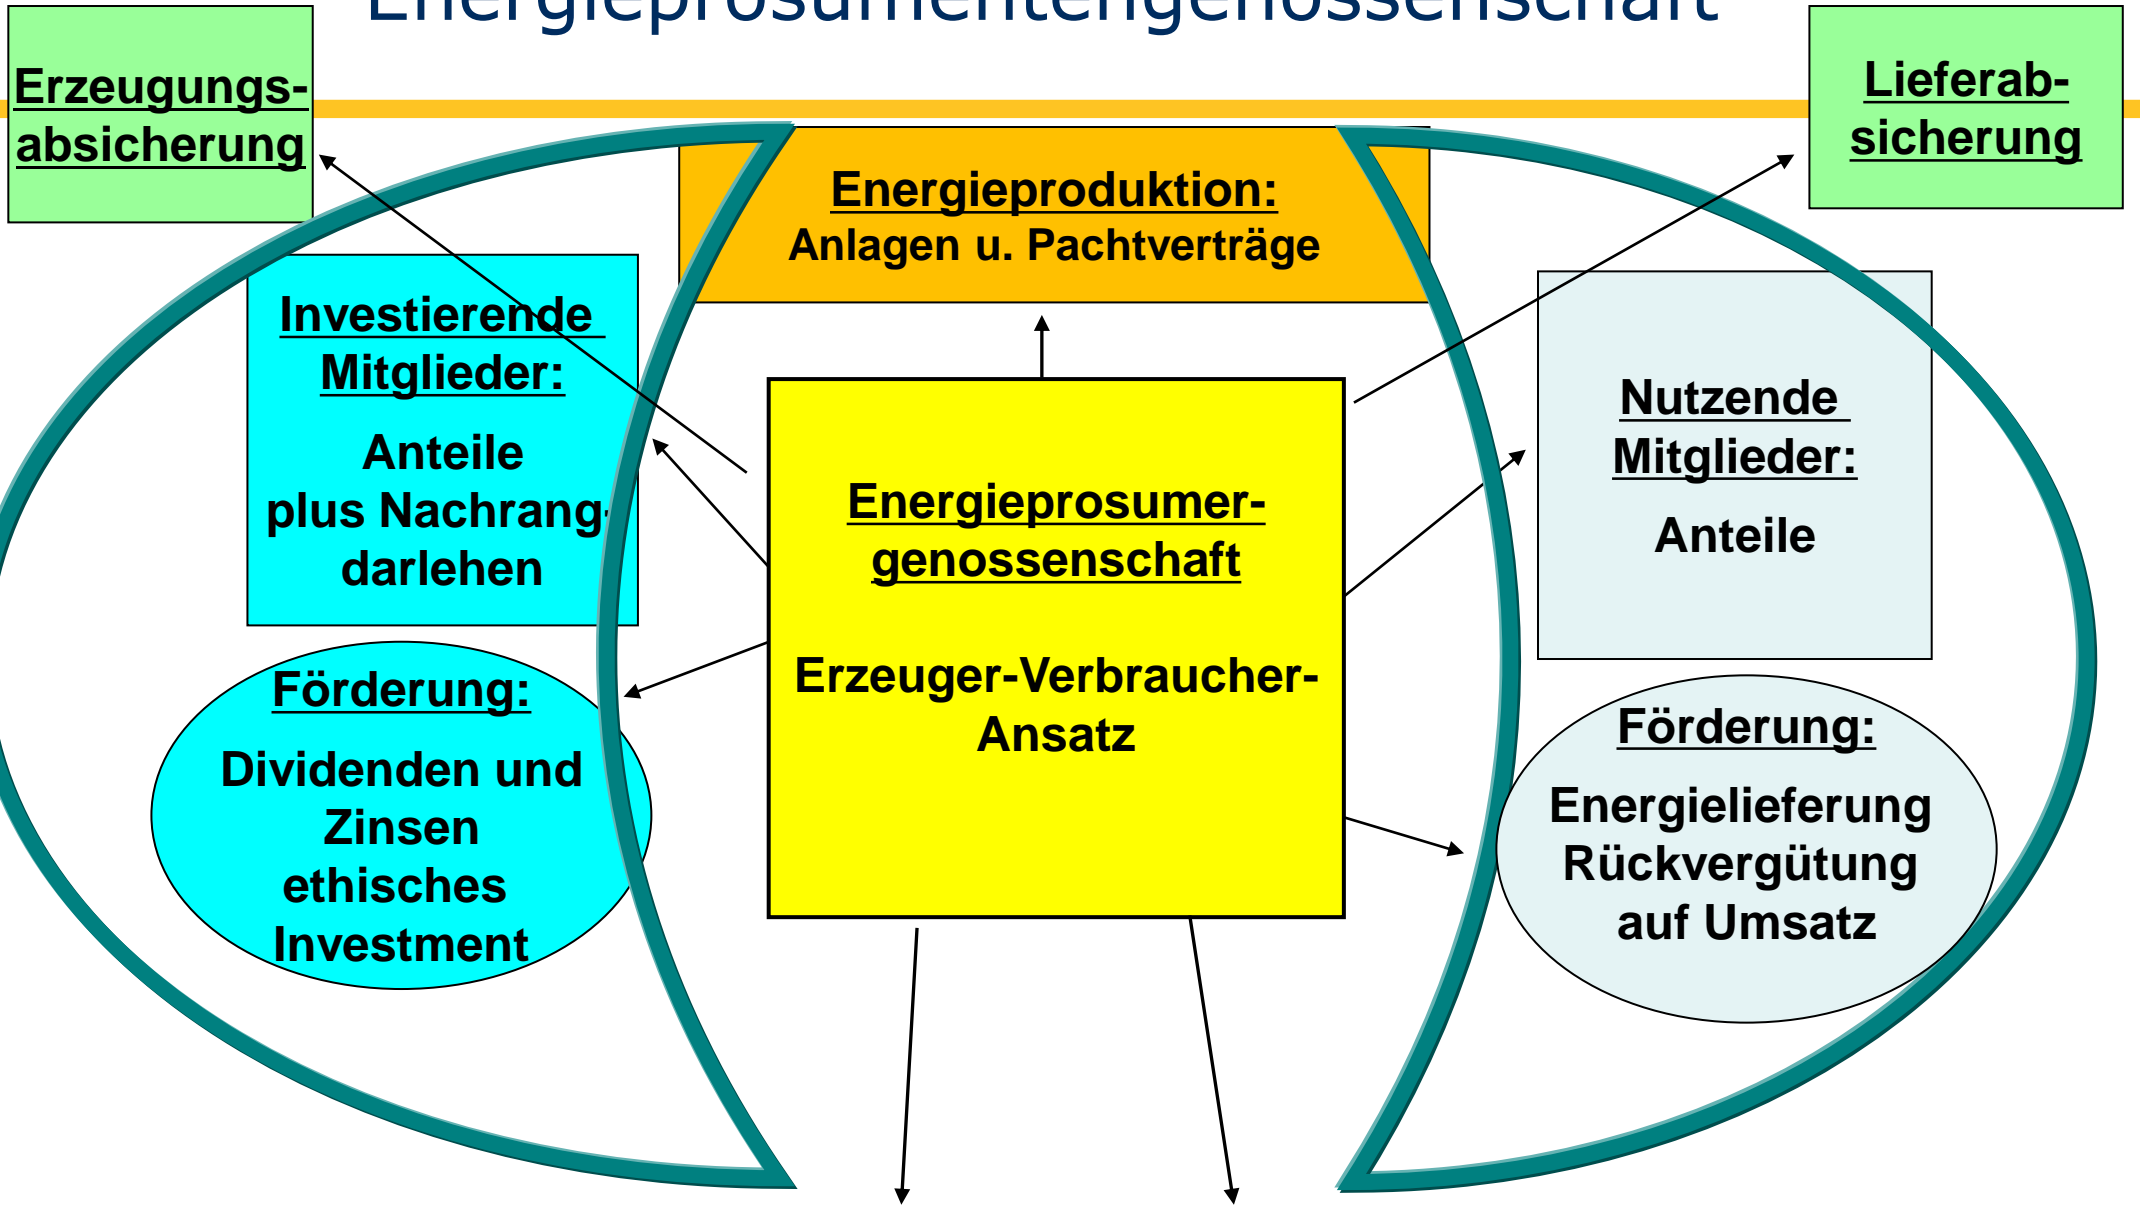 Energieprosumentengenossenschaft
Erzeugungs-
absicherung
Lieferab-
sicherung
Energieproduktion:
Anlagen u. Pachtverträge
Investierende
Mitglieder:
Anteile
plus Nachrang-
darlehen
Energieprosumer-
genossenschaft
Erzeuger-Verbraucher-
Ansatz
Nutzende
Mitglieder:
Anteile
Förderung:
Dividenden und
Zinsen
ethisches
Investment
Förderung:
Energielieferung
Rückvergütung
auf Umsatz